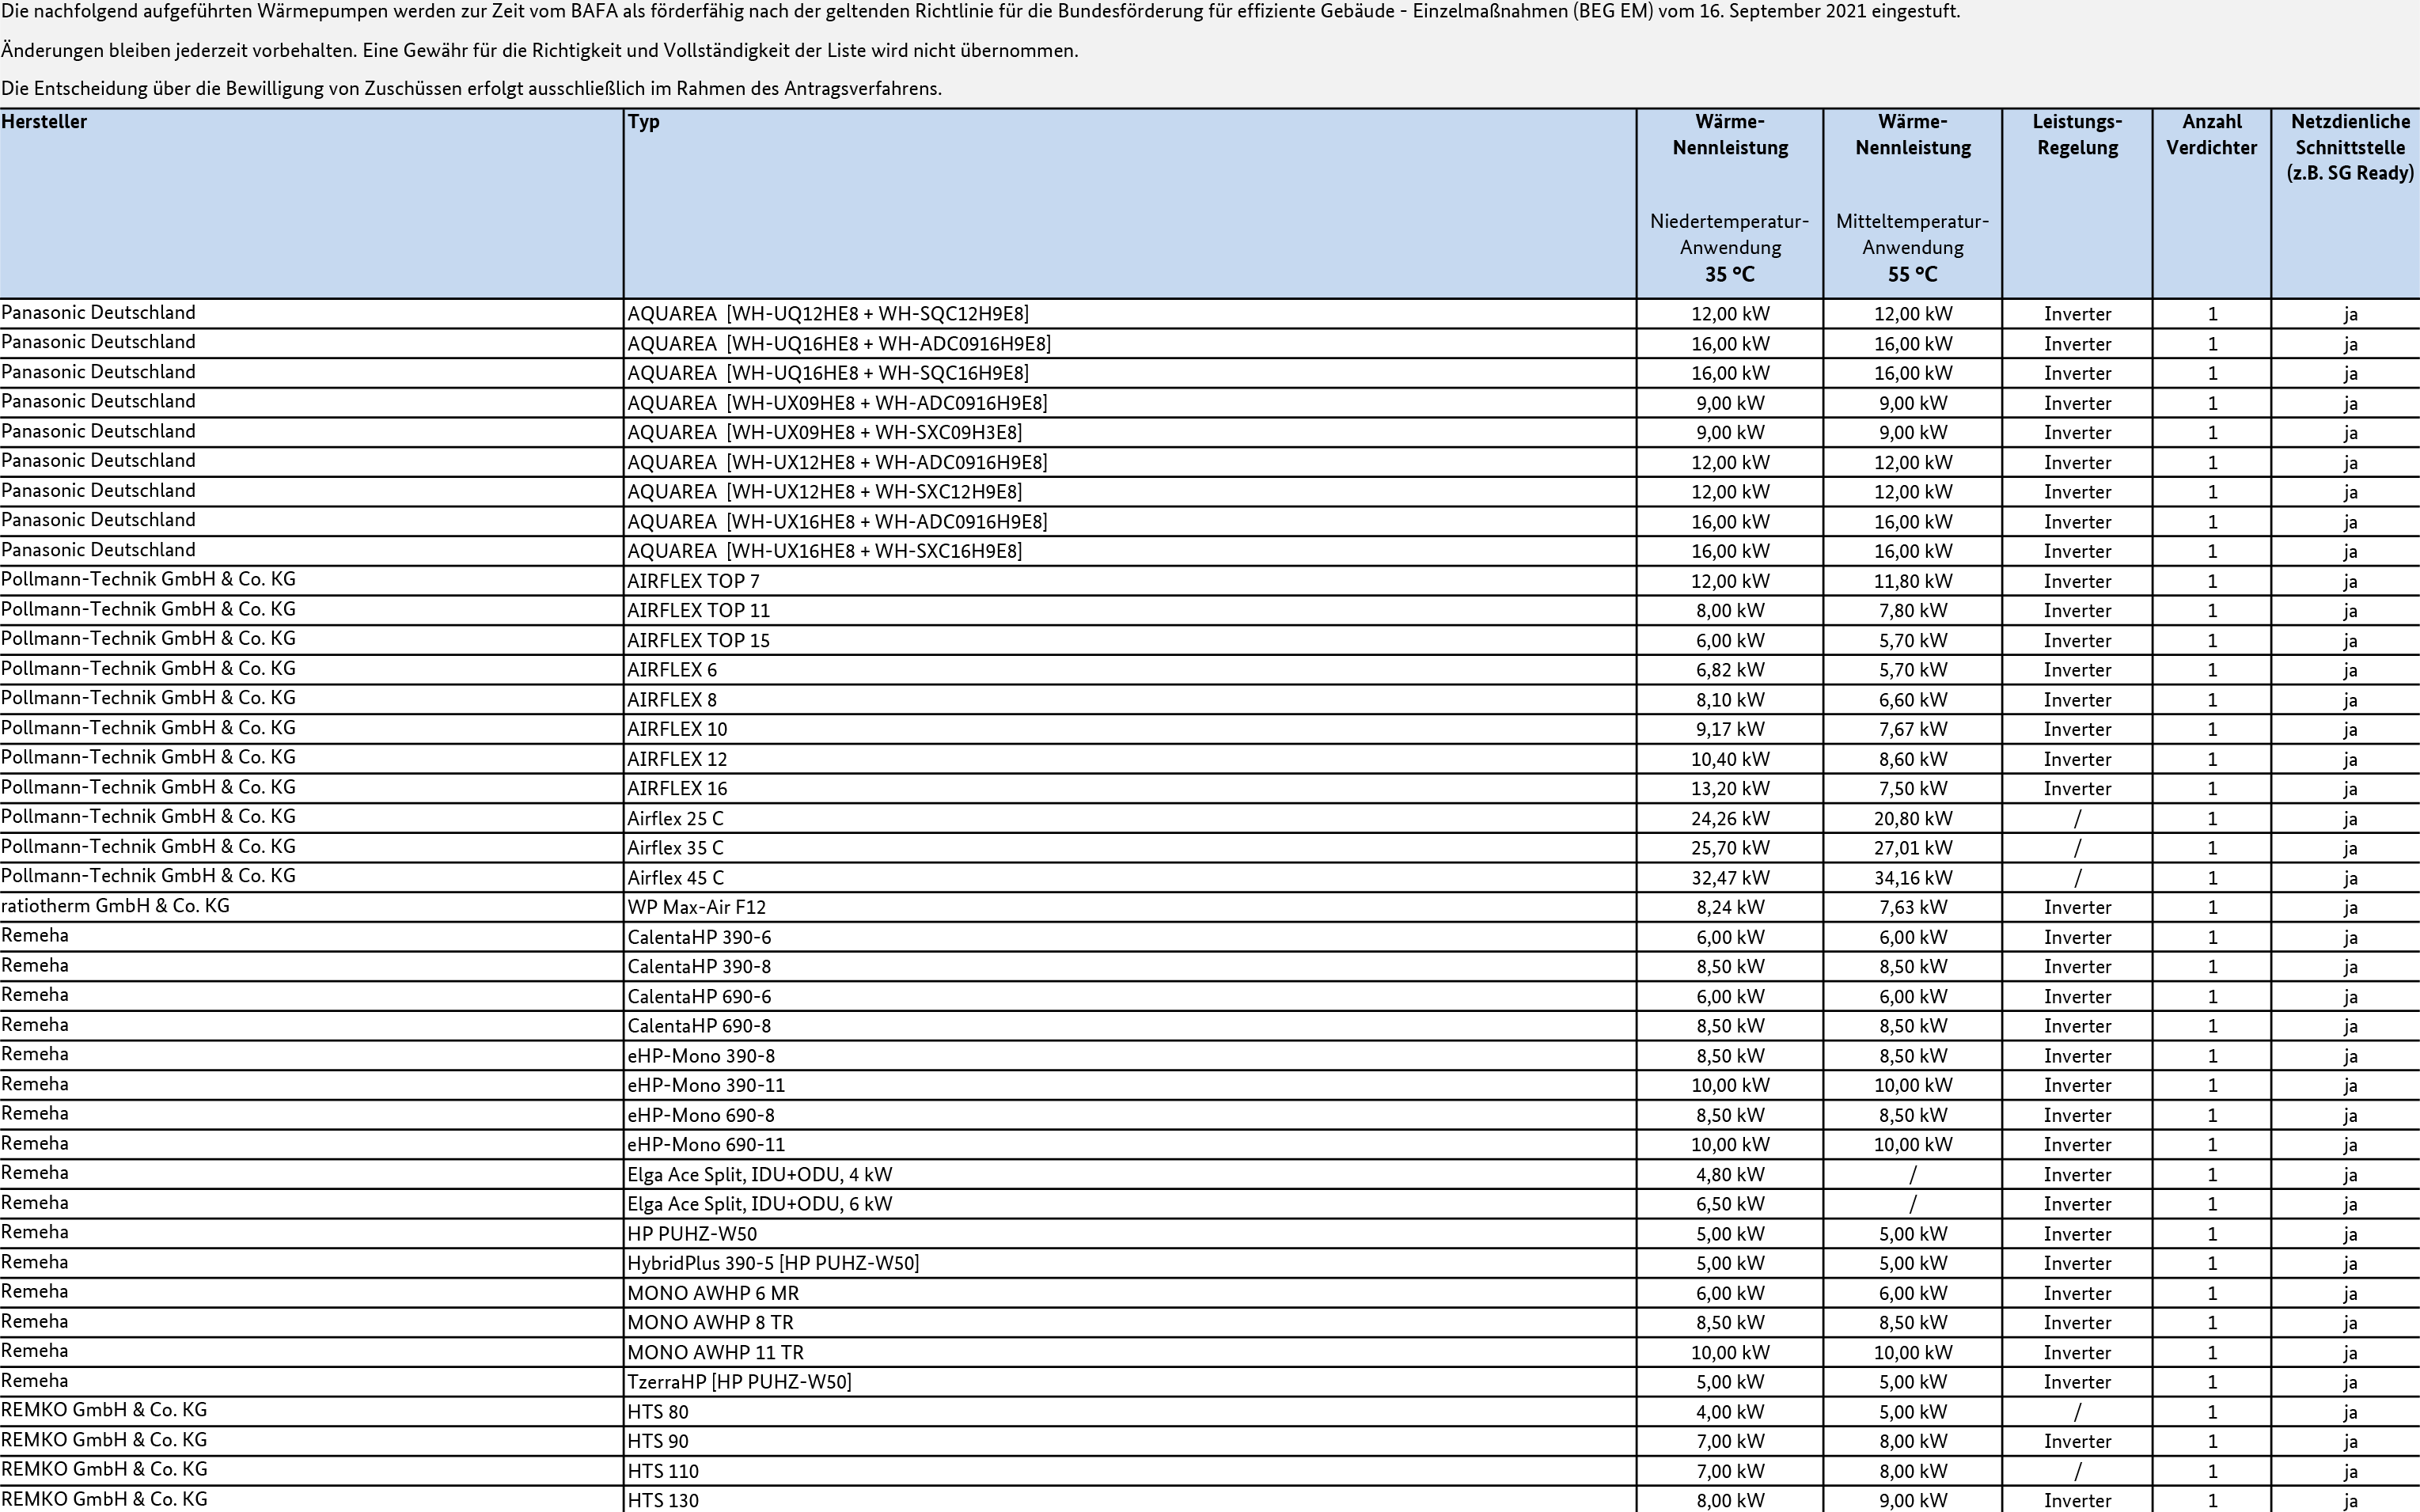 Die nachfolgend aufgeführten Wärmepumpen werden zur Zeit vom BAFA als förderfähig nach der geltenden Richtlinie für die Bundesförderung für effiziente Gebäude - Einzelmaßnahmen (BEG EM) vom 16. September 2021 eingestuft.
Änderungen bleiben jederzeit vorbehalten. Eine Gewähr für die Richtigkeit und Vollständigkeit der Liste wird nicht übernommen.
Die Entscheidung über die Bewilligung von Zuschüssen erfolgt ausschließlich im Rahmen des Antragsverfahrens.
Hersteller Typ Wärme- Wärme- Leistungs- Anzahl Netzdienliche
Nennleistung Nennleistung Regelung Verdichter Schnittstelle
(z.B. SG Ready)
Niedertemperatur- Mitteltemperatur-
Anwendung Anwendung
35 °C 55 °C
Panasonic Deutschland AQUAREA [WH-UQ12HE8 + WH-SQC12H9E8] 12,00 kW 12,00 kW Inverter 1 ja
Panasonic Deutschland AQUAREA [WH-UQ16HE8 + WH-ADC0916H9E8] 16,00 kW 16,00 kW Inverter 1 ja
Panasonic Deutschland AQUAREA [WH-UQ16HE8 + WH-SQC16H9E8] 16,00 kW 16,00 kW Inverter 1 ja
Panasonic Deutschland AQUAREA [WH-UX09HE8 + WH-ADC0916H9E8] 9,00 kW 9,00 kW Inverter 1 ja
Panasonic Deutschland AQUAREA [WH-UX09HE8 + WH-SXC09H3E8] 9,00 kW 9,00 kW Inverter 1 ja
Panasonic Deutschland AQUAREA [WH-UX12HE8 + WH-ADC0916H9E8] 12,00 kW 12,00 kW Inverter 1 ja
Panasonic Deutschland AQUAREA [WH-UX12HE8 + WH-SXC12H9E8] 12,00 kW 12,00 kW Inverter 1 ja
Panasonic Deutschland AQUAREA [WH-UX16HE8 + WH-ADC0916H9E8] 16,00 kW 16,00 kW Inverter 1 ja
Panasonic Deutschland AQUAREA [WH-UX16HE8 + WH-SXC16H9E8] 16,00 kW 16,00 kW Inverter 1 ja
Pollmann-Technik GmbH & Co. KG AIRFLEX TOP 7 12,00 kW 11,80 kW Inverter 1 ja
Pollmann-Technik GmbH & Co. KG AIRFLEX TOP 11 8,00 kW 7,80 kW Inverter 1 ja
Pollmann-Technik GmbH & Co. KG AIRFLEX TOP 15 6,00 kW 5,70 kW Inverter 1 ja
Pollmann-Technik GmbH & Co. KG AIRFLEX 6 6,82 kW 5,70 kW Inverter 1 ja
Pollmann-Technik GmbH & Co. KG AIRFLEX 8 8,10 kW 6,60 kW Inverter 1 ja
Pollmann-Technik GmbH & Co. KG AIRFLEX 10 9,17 kW 7,67 kW Inverter 1 ja
Pollmann-Technik GmbH & Co. KG AIRFLEX 12 10,40 kW 8,60 kW Inverter 1 ja
Pollmann-Technik GmbH & Co. KG AIRFLEX 16 13,20 kW 7,50 kW Inverter 1 ja
Pollmann-Technik GmbH & Co. KG Airflex 25 C 24,26 kW 20,80 kW / 1 ja
Pollmann-Technik GmbH & Co. KG Airflex 35 C 25,70 kW 27,01 kW / 1 ja
Pollmann-Technik GmbH & Co. KG Airflex 45 C 32,47 kW 34,16 kW / 1 ja
ratiotherm GmbH & Co. KG WP Max-Air F12 8,24 kW 7,63 kW Inverter 1 ja
Remeha CalentaHP 390-6 6,00 kW 6,00 kW Inverter 1 ja
Remeha CalentaHP 390-8 8,50 kW 8,50 kW Inverter 1 ja
Remeha CalentaHP 690-6 6,00 kW 6,00 kW Inverter 1 ja
Remeha CalentaHP 690-8 8,50 kW 8,50 kW Inverter 1 ja
Remeha eHP-Mono 390-8 8,50 kW 8,50 kW Inverter 1 ja
Remeha eHP-Mono 390-11 10,00 kW 10,00 kW Inverter 1 ja
Remeha eHP-Mono 690-8 8,50 kW 8,50 kW Inverter 1 ja
Remeha eHP-Mono 690-11 10,00 kW 10,00 kW Inverter 1 ja
Remeha Elga Ace Split, IDU+ODU, 4 kW 4,80 kW / Inverter 1 ja
Remeha Elga Ace Split, IDU+ODU, 6 kW 6,50 kW / Inverter 1 ja
Remeha HP PUHZ-W50 5,00 kW 5,00 kW Inverter 1 ja
Remeha HybridPlus 390-5 [HP PUHZ-W50] 5,00 kW 5,00 kW Inverter 1 ja
Remeha MONO AWHP 6 MR 6,00 kW 6,00 kW Inverter 1 ja
Remeha MONO AWHP 8 TR 8,50 kW 8,50 kW Inverter 1 ja
Remeha MONO AWHP 11 TR 10,00 kW 10,00 kW Inverter 1 ja
Remeha TzerraHP [HP PUHZ-W50] 5,00 kW 5,00 kW Inverter 1 ja
REMKO GmbH & Co. KG HTS 80 4,00 kW 5,00 kW / 1 ja
REMKO GmbH & Co. KG HTS 90 7,00 kW 8,00 kW Inverter 1 ja
REMKO GmbH & Co. KG HTS 110 7,00 kW 8,00 kW / 1 ja
REMKO GmbH & Co. KG HTS 130 8,00 kW 9,00 kW Inverter 1 ja